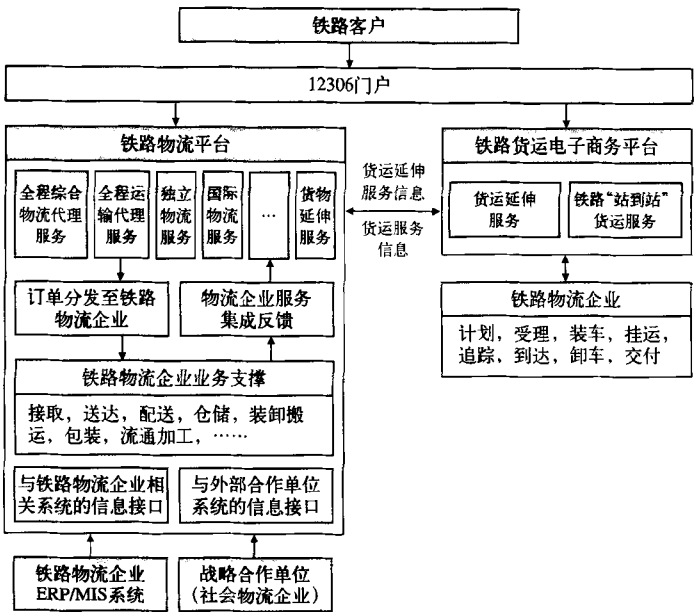 铁路客户
12306门户
铁路物流平台
全程综合
物流代理
服务
全程运
输代理
服务
独立
物流
服务
国际
物流
服务
…
货物
延伸
服务
订单分发至铁路
物流企业
物流企业服务
集成反馈
铁路物流企业业务支撑
接取，送达，配送，仓储，装卸搬
运，包装，流通加工，……
与铁路物流企业相
关系统的信息接口
与外部合作单位
系统的信息接口
铁路物流企业
ERP/MIS系统
战略合作单位
（社会物流企业）
货运延伸
服务信息
货运服务
信息
铁路货运电子商务平台
货运延伸
服务
铁路“站到站”
货运服务
铁路物流企业
计划，受理，装车，挂运，
追踪，到达，卸车，交付